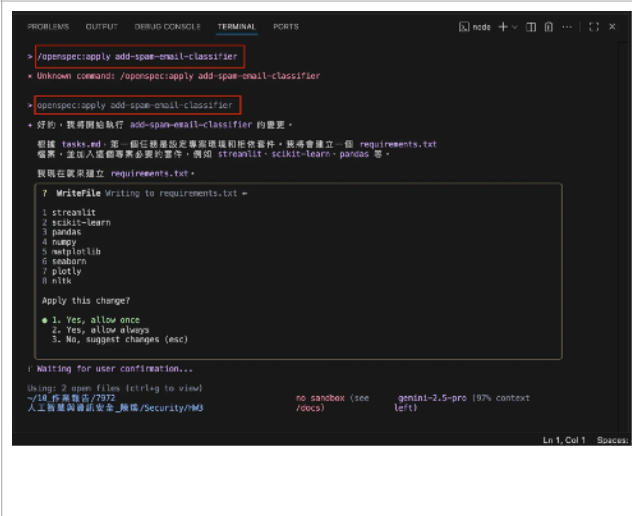 PROBLEMS OUTPUT DEBUG CONSOLE TERMINAL PORTS node
> /openspec:apply add-spam-email-classifier
× Unknown command: /openspec:apply add-spam-email-classifier
> openspec:apply add-spam-email-classifier
✦ 好的，我將開始執行 add-spam-email-classifier 的變更。
根據 tasks.md，第一個任務是設定專案環境和相依套件。我將會建立一個 requirements.txt
檔案，並加入這個專案必要的套件，例如 streamlit、scikit-learn、pandas 等。
我現在就來建立 requirements.txt。
? WriteFile Writing to requirements.txt ←
1 streamlit
2 scikit-learn
3 pandas
4 numpy
5 matplotlib
6 seaborn
7 plotly
8 nltk
Apply this change?
● 1. Yes, allow once
2. Yes, allow always
3. No, suggest changes (esc)
Waiting for user confirmation...
Using: 2 open files (ctrl+g to view)
~/10_作業報告/7972 no sandbox (see gemini-2.5-pro (97% context
人工智慧與資訊安全_陳/Security/HW3 /docs) left)
Ln 1, Col 1 Spaces: